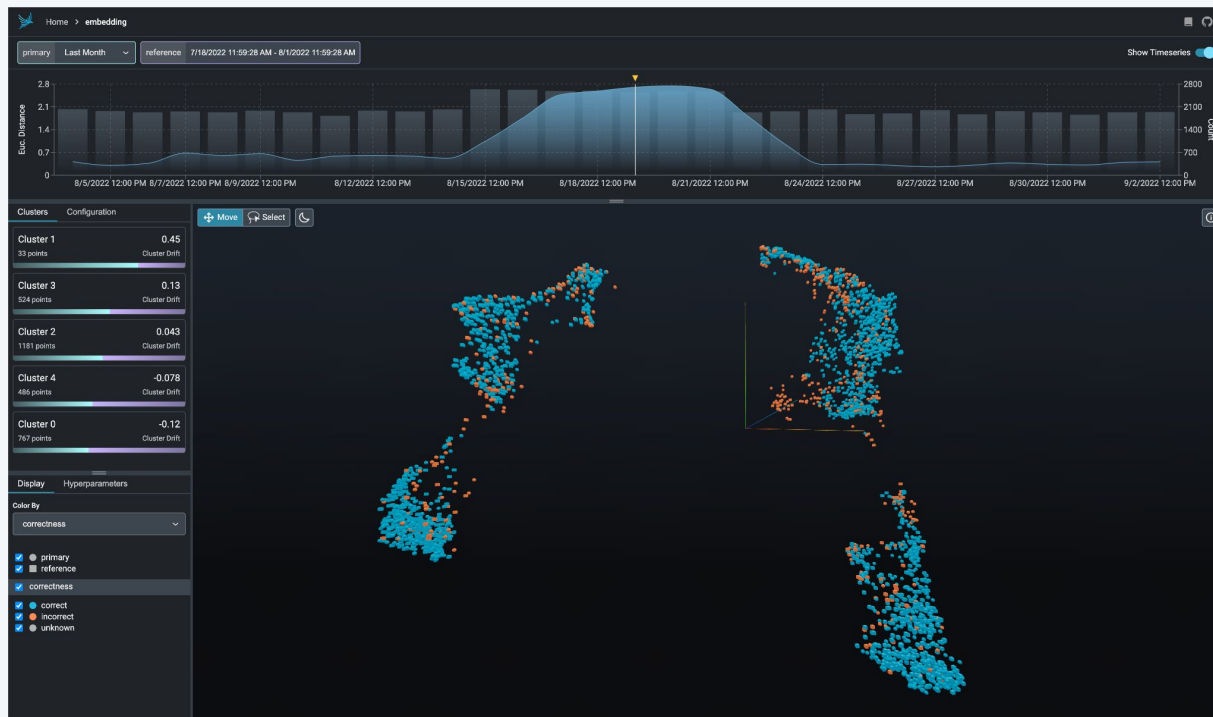 Home > embedding
primary Last Month reference 7/18/2022 11:59:28 AM - 8/1/2022 11:59:28 AM Show Timeseries
Euc. Distance
2.8
2.1
1.4
0.7
0
2800
2100
1400
700
0
Count
8/5/2022 12:00 PM 8/7/2022 12:00 PM 8/9/2022 12:00 PM 8/12/2022 12:00 PM 8/15/2022 12:00 PM 8/18/2022 12:00 PM 8/21/2022 12:00 PM 8/24/2022 12:00 PM 8/27/2022 12:00 PM 8/30/2022 12:00 PM 9/2/2022 12:00 PM
Clusters Configuration
Move Select
Cluster 1 0.45
33 points Cluster Drift
Cluster 3 0.13
524 points Cluster Drift
Cluster 2 0.043
1181 points Cluster Drift
Cluster 4 -0.078
486 points Cluster Drift
Cluster 0 -0.12
767 points Cluster Drift
Display Hyperparameters
Color By
correctness
primary
reference
correctness
correct
incorrect
unknown